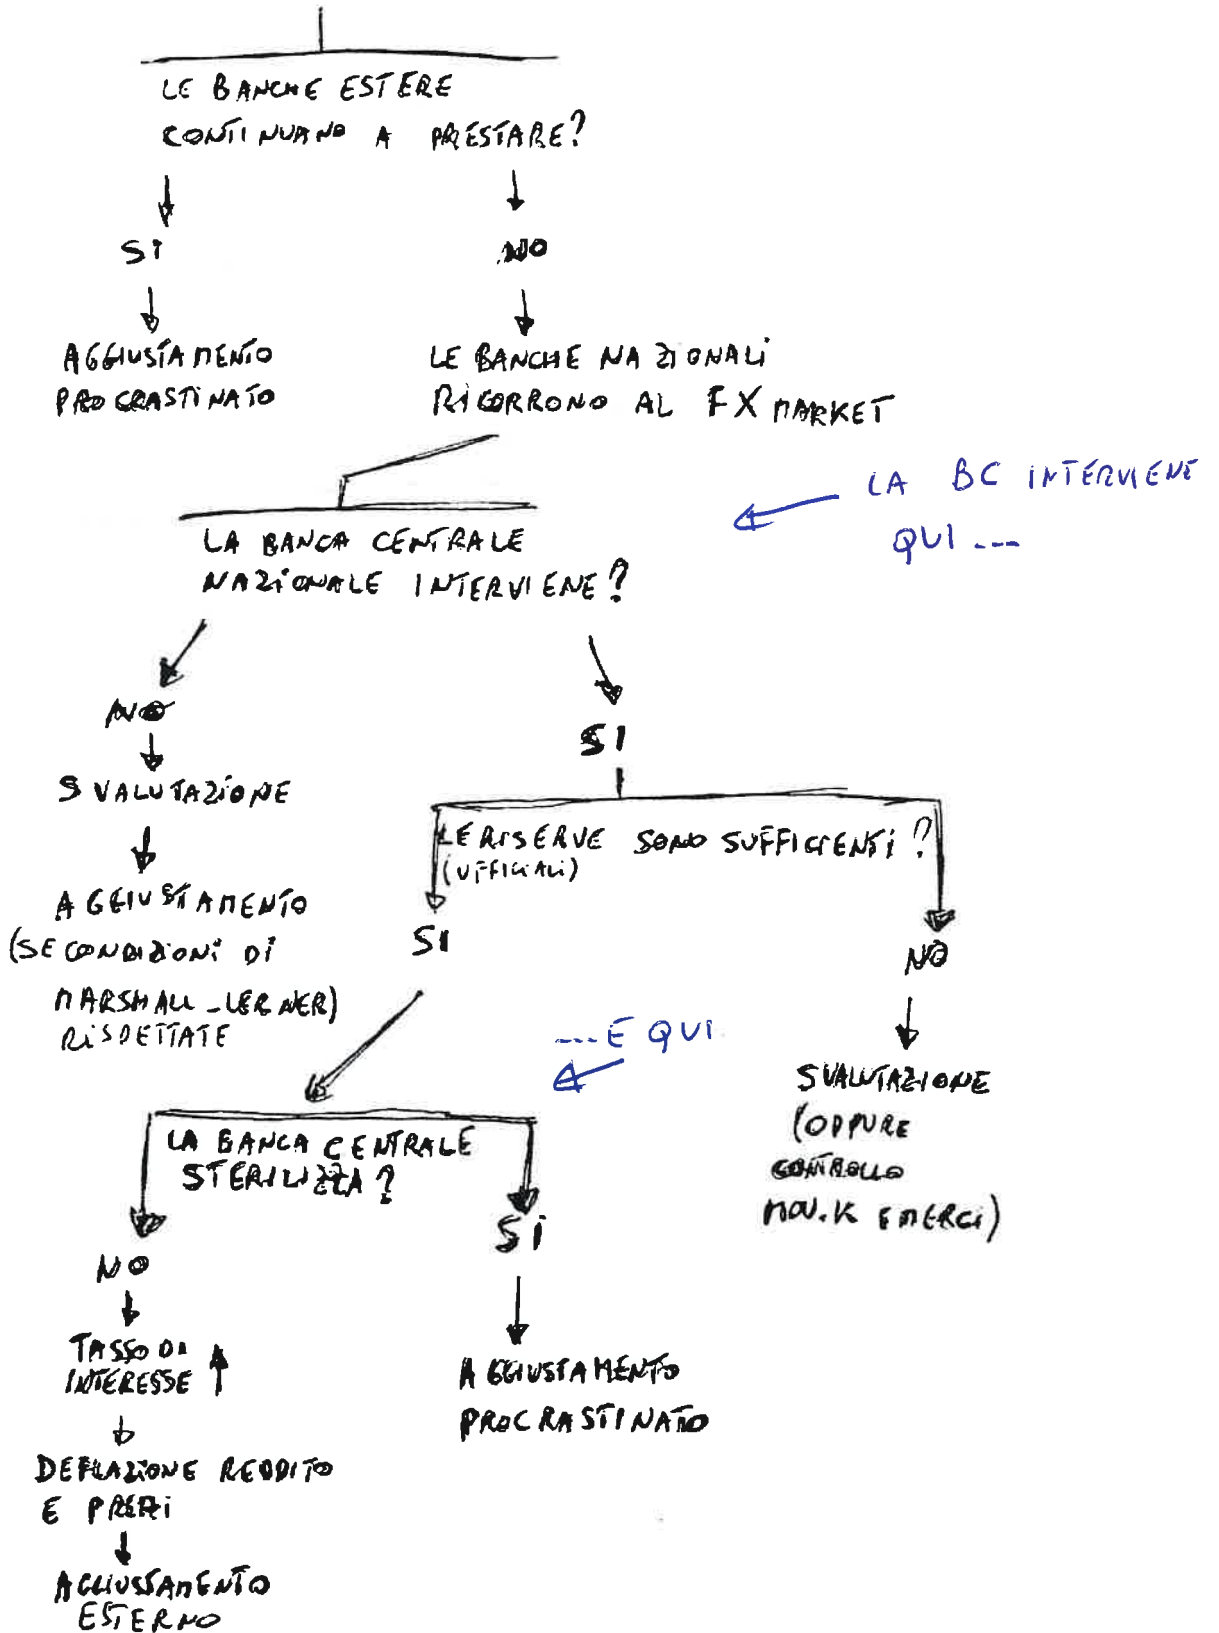 LE BANCHE ESTERE
CONTINUANO A PRESTARE?
SI
NO
AGGIUSTAMENTO
PROCRASTINATO
LE BANCHE NAZIONALI
RICORRONO AL FX MARKET
LA BC INTERVIENE
QUI ...
LA BANCA CENTRALE
NAZIONALE INTERVIENE?
NO
SI
SVALUTAZIONE
LE RISERVE SONO SUFFICIENTI?
(UFFICIALI)
AGGIUSTAMENTO
(SE CONDIZIONI DI
MARSHALL-LERNER)
RISPETTATE
SI
NO
... E QUI
SVALUTAZIONE
(OPPURE
CONTROLLO
MOV. K E MERCI)
LA BANCA CENTRALE
STERILIZZA?
NO
SI
TASSO DI
INTERESSE ↑
AGGIUSTAMENTO
PROCRASTINATO
DEFLAZIONE REDDITO
E PREZZI
AGGIUSTAMENTO
ESTERNO